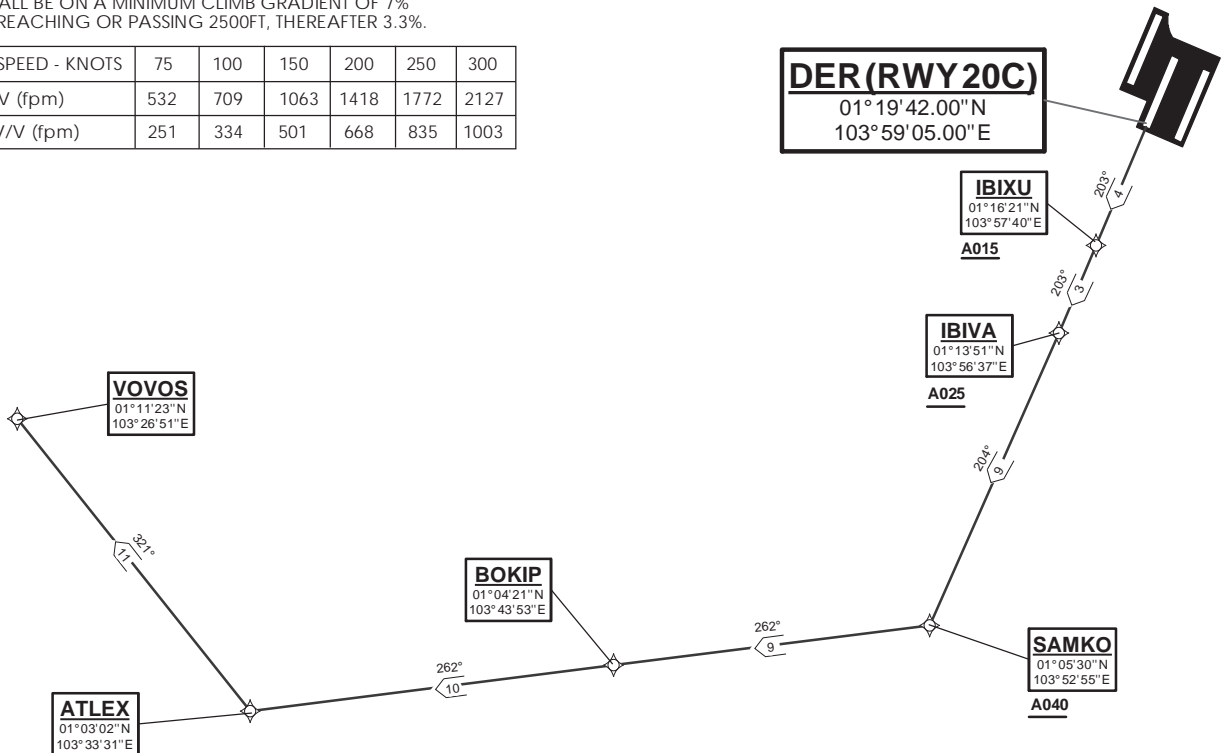 ALL BE ON A MINIMUM CLIMB GRADIENT OF 7%
REACHING OR PASSING 2500FT, THEREAFTER 3.3%.
SPEED - KNOTS 75 100 150 200 250 300
V (fpm) 532 709 1063 1418 1772 2127
V/V (fpm) 251 334 501 668 835 1003
DER(RWY 20C)
01°19'42.00"N
103°59'05.00"E
203°
4
IBIXU
01°16'21"N
103°57'40"E
A015
203°
3
IBIVA
01°13'51"N
103°56'37"E
A025
204°
9
VOVOS
01°11'23"N
103°26'51"E
321°
11
BOKIP
01°04'21"N
103°43'53"E
262°
9
262°
10
SAMKO
01°05'30"N
103°52'55"E
A040
ATLEX
01°03'02"N
103°33'31"E